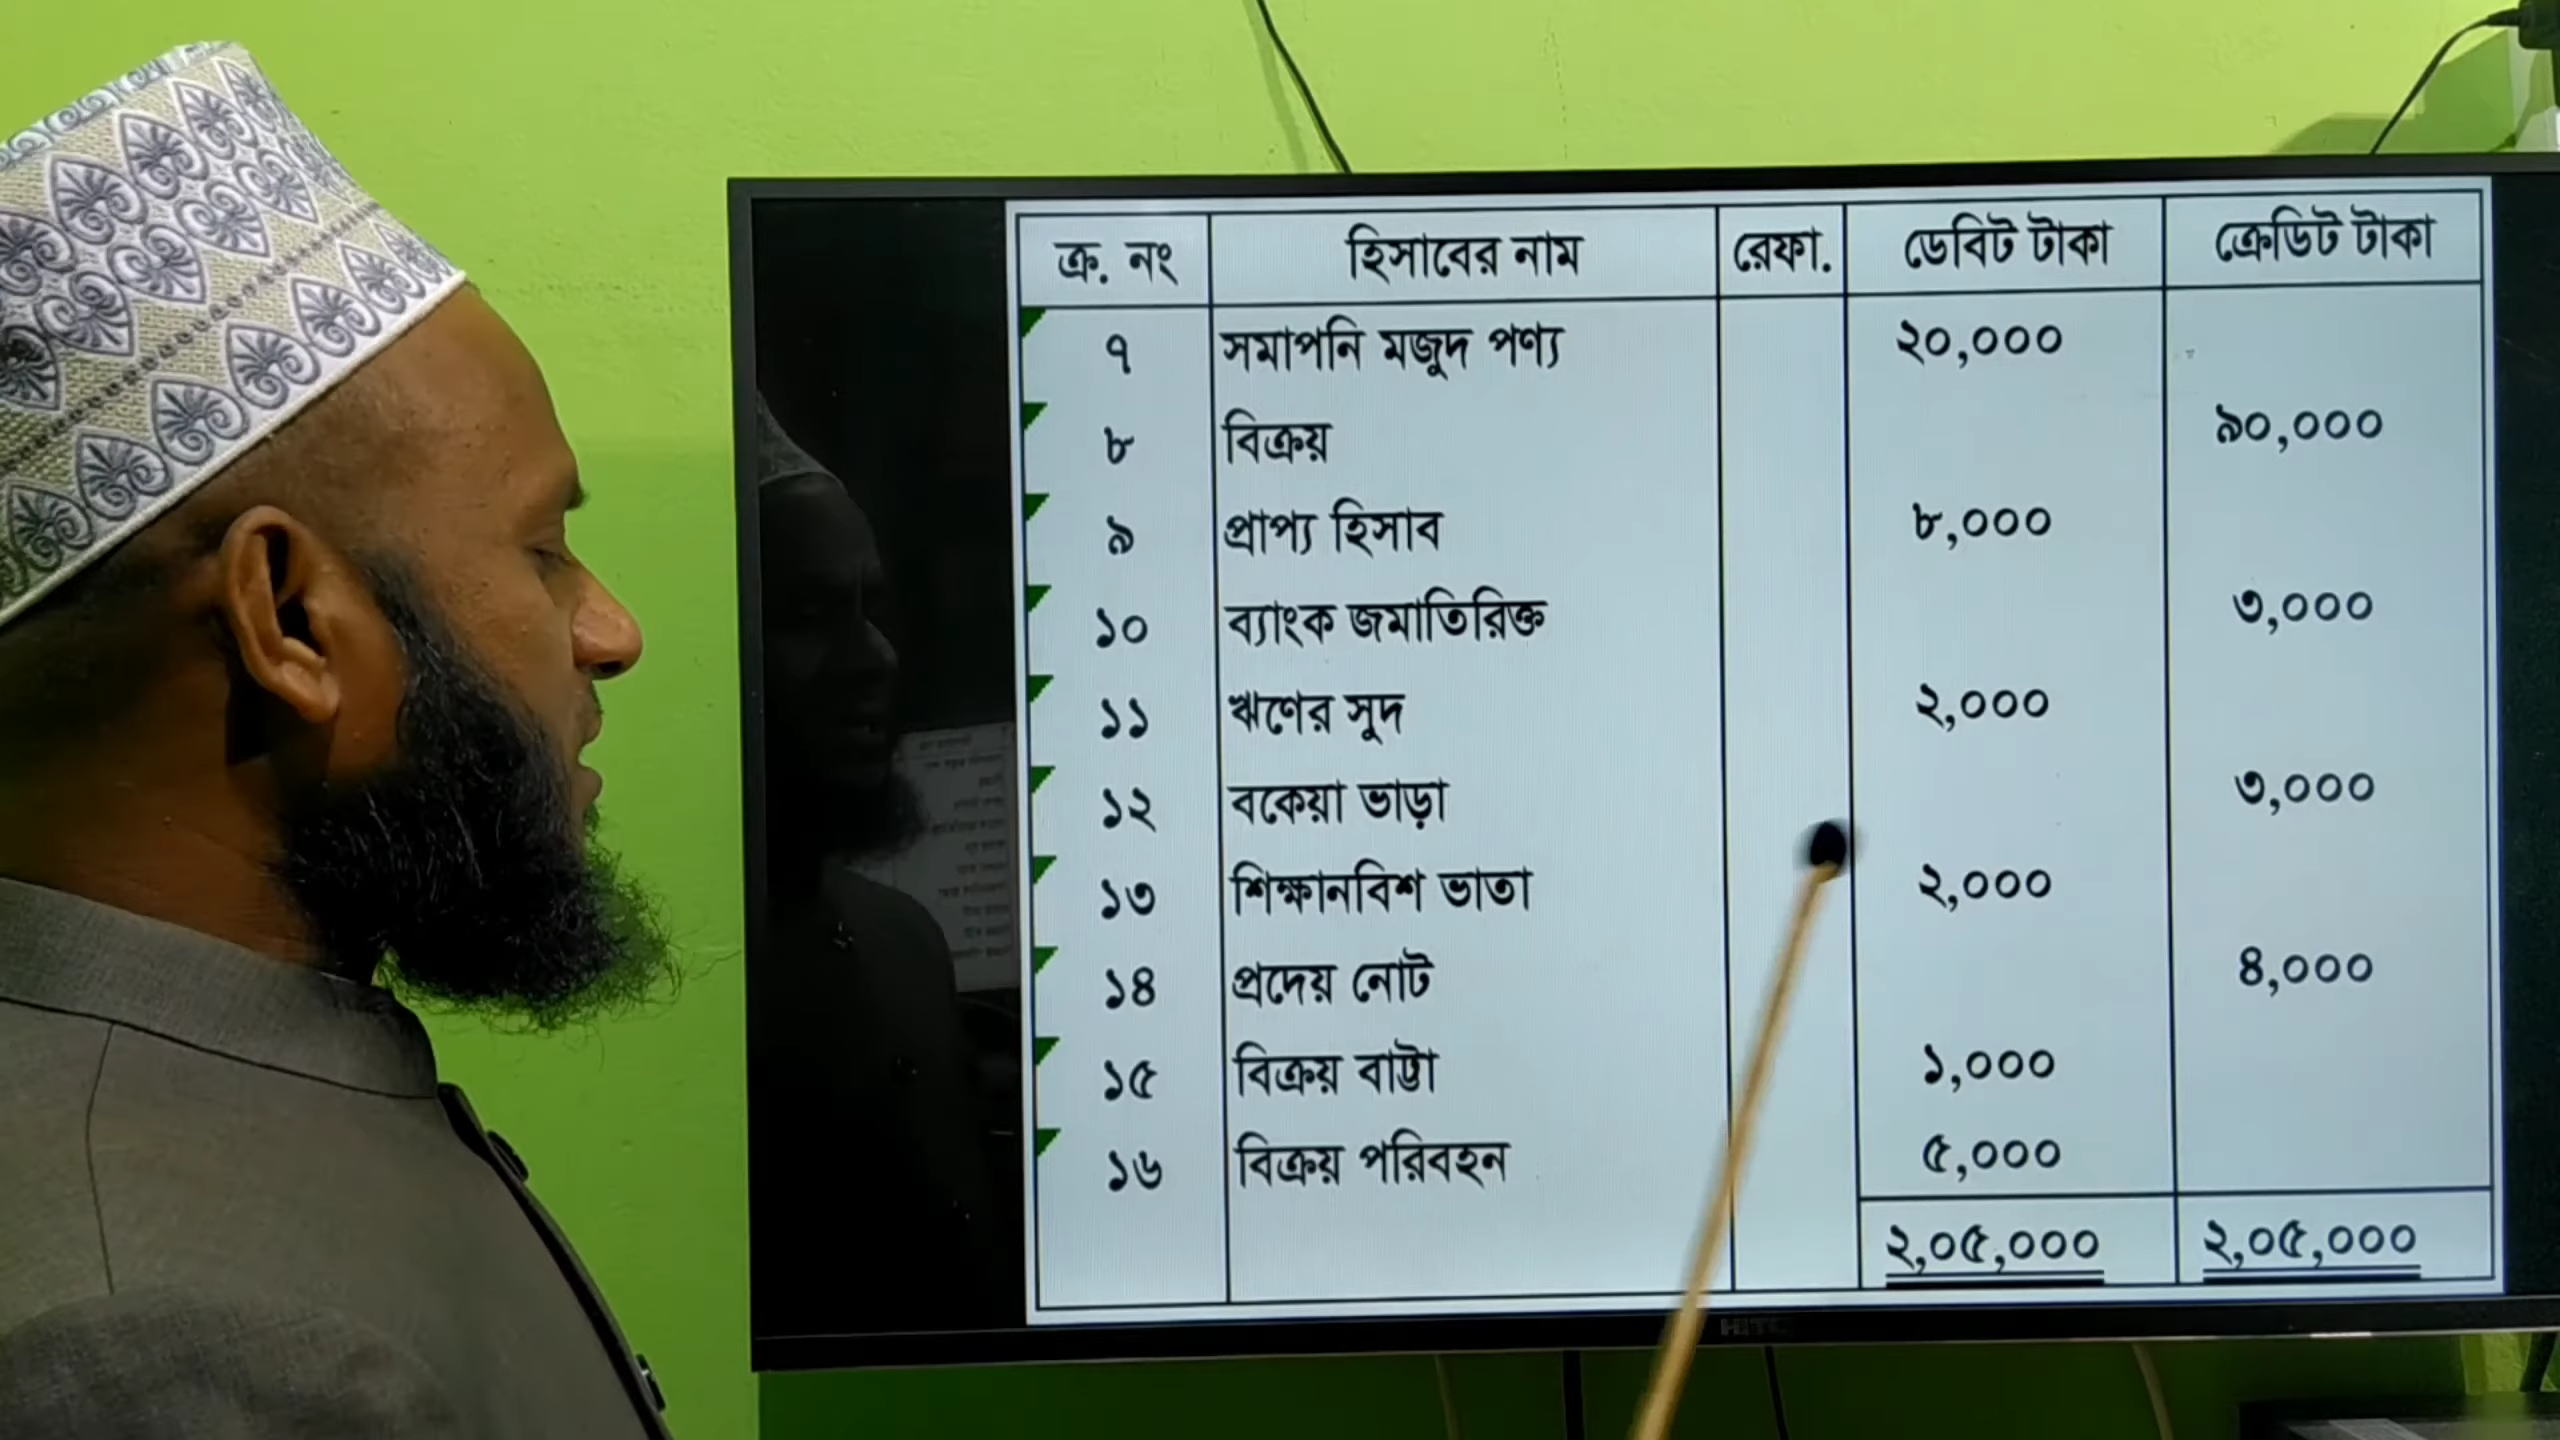 ক্র. নং হিসাবের নাম রেফা. ডেবিট টাকা ক্রেডিট টাকা
৭ সমাপনি মজুদ পণ্য ২০,০০০
৮ বিক্রয় ৯০,০০০
৯ প্রাপ্য হিসাব ৮,০০০
১০ ব্যাংক জমাতিরিক্ত ৩,০০০
১১ ঋণের সুদ ২,০০০
১২ বকেয়া ভাড়া ৩,০০০
১৩ শিক্ষানবিশ ভাতা ২,০০০
১৪ প্রদেয় নোট ৪,০০০
১৫ বিক্রয় বাট্টা ১,০০০
১৬ বিক্রয় পরিবহন ৫,০০০
২,০৫,০০০ ২,০৫,০০০